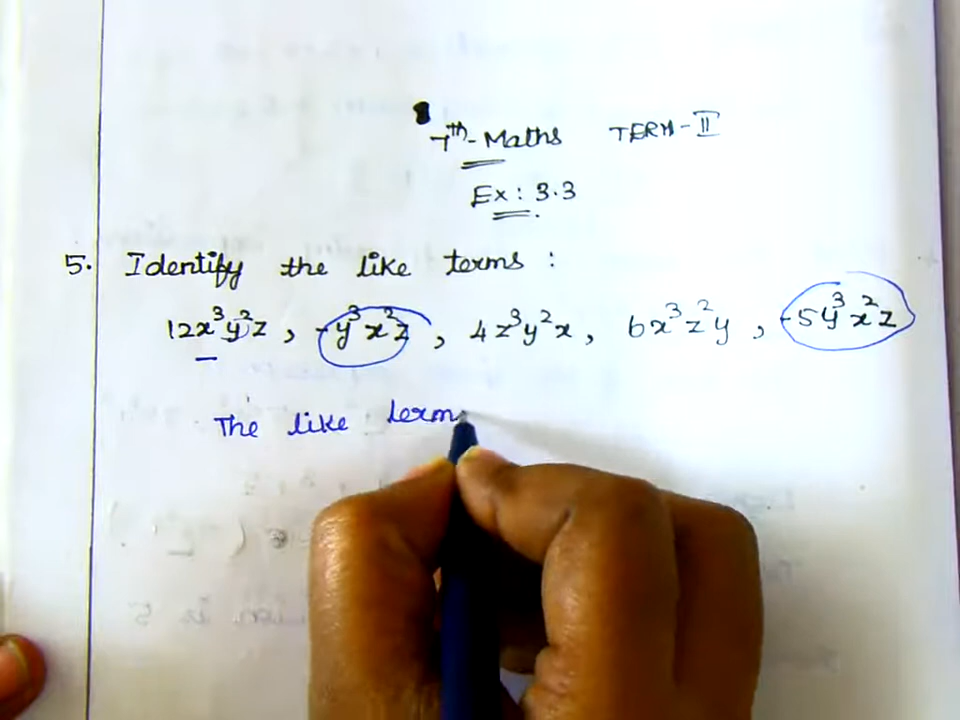 7th - Maths TERM - II
Ex : 3.3
5. Identify the like terms :
12x³y²z , -y³x²z , 4z³y²x , 6x³z²y , -5y³x²z
The like term